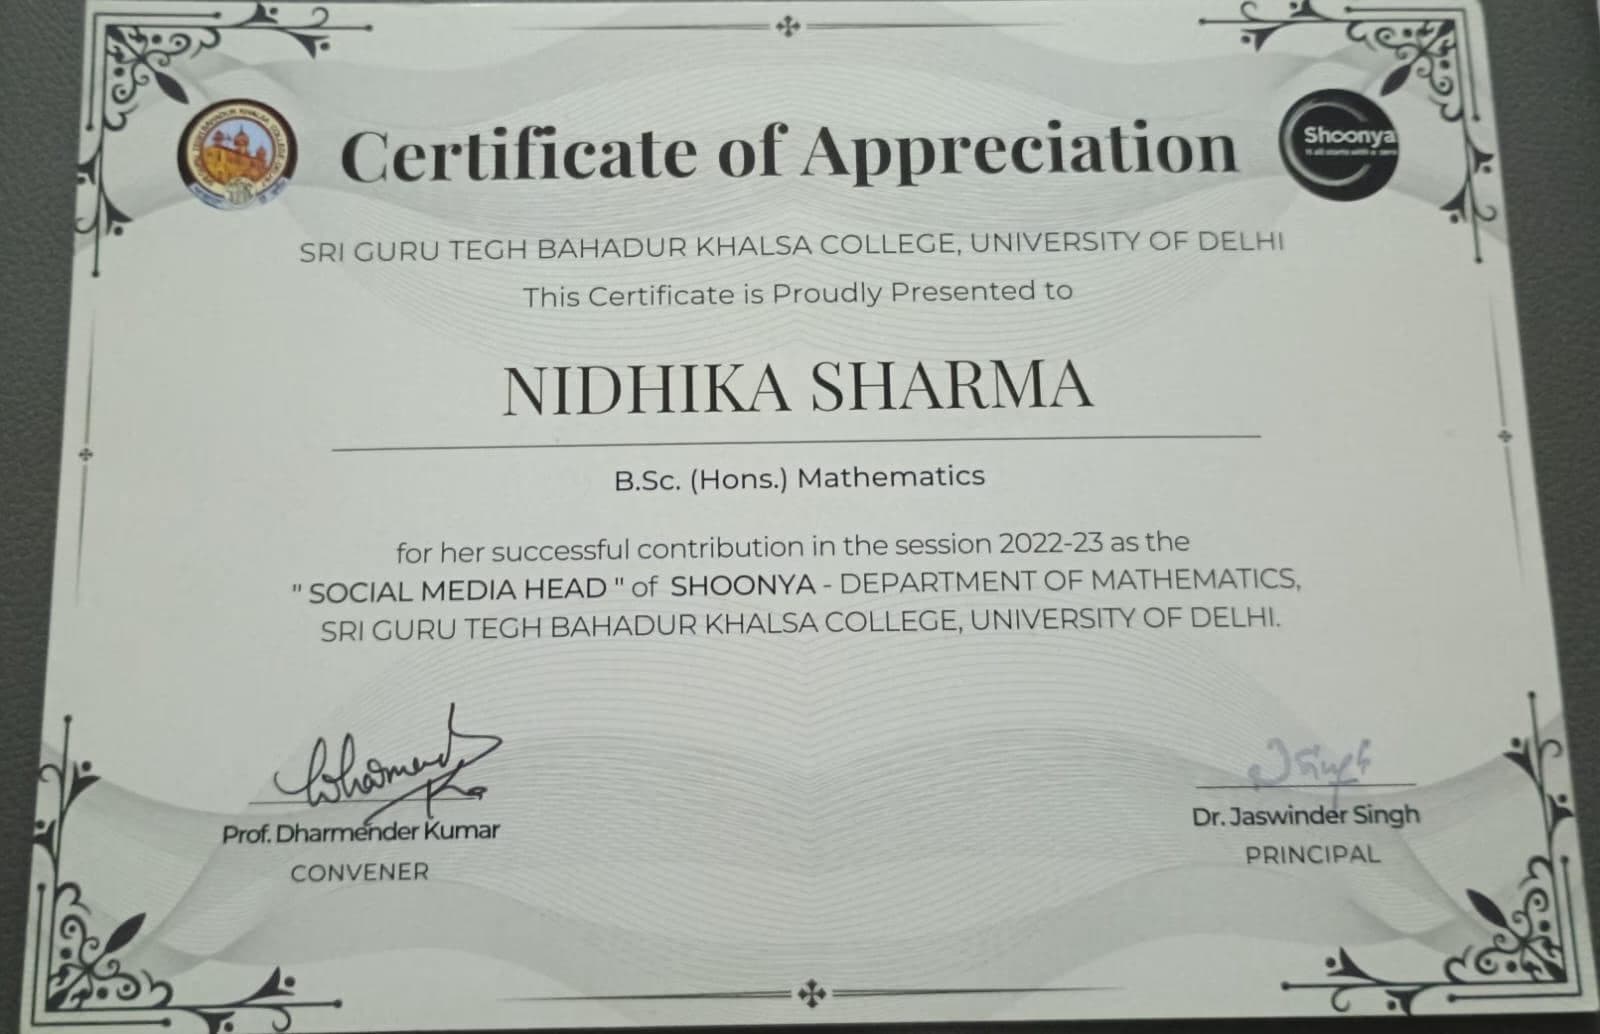 Certificate of Appreciation
Shoonya
SRI GURU TEGH BAHADUR KHALSA COLLEGE, UNIVERSITY OF DELHI
This Certificate is Proudly Presented to
NIDHIKA SHARMA
B.Sc. (Hons.) Mathematics
for her successful contribution in the session 2022-23 as the
" SOCIAL MEDIA HEAD " of SHOONYA - DEPARTMENT OF MATHEMATICS,
SRI GURU TEGH BAHADUR KHALSA COLLEGE, UNIVERSITY OF DELHI.
Prof. Dharmender Kumar
CONVENER
Dr. Jaswinder Singh
PRINCIPAL